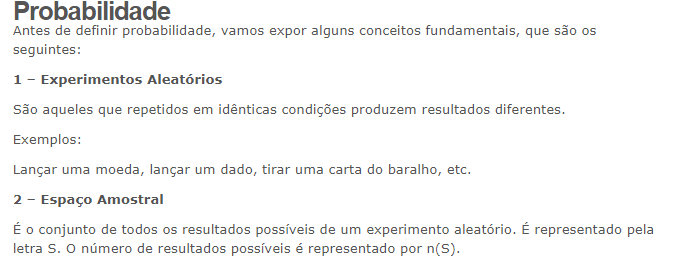 Probabilidade
Antes de definir probabilidade, vamos expor alguns conceitos fundamentais, que são os
seguintes:
1 – Experimentos Aleatórios
São aqueles que repetidos em idênticas condições produzem resultados diferentes.
Exemplos:
Lançar uma moeda, lançar um dado, tirar uma carta do baralho, etc.
2 – Espaço Amostral
É o conjunto de todos os resultados possíveis de um experimento aleatório. É representado pela
letra S. O número de resultados possíveis é representado por n(S).